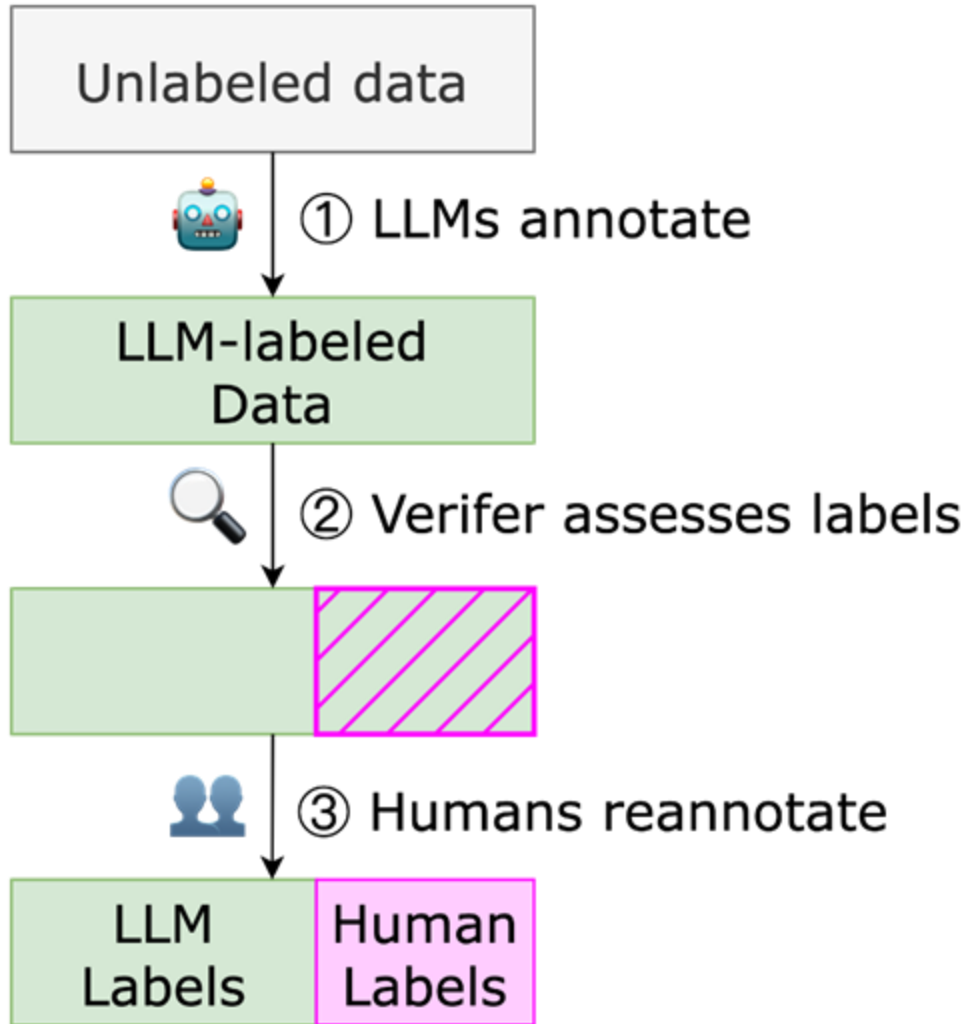 Unlabeled data
① LLMs annotate
LLM-labeled
Data
② Verifer assesses labels
③ Humans reannotate
LLM
Labels
Human
Labels